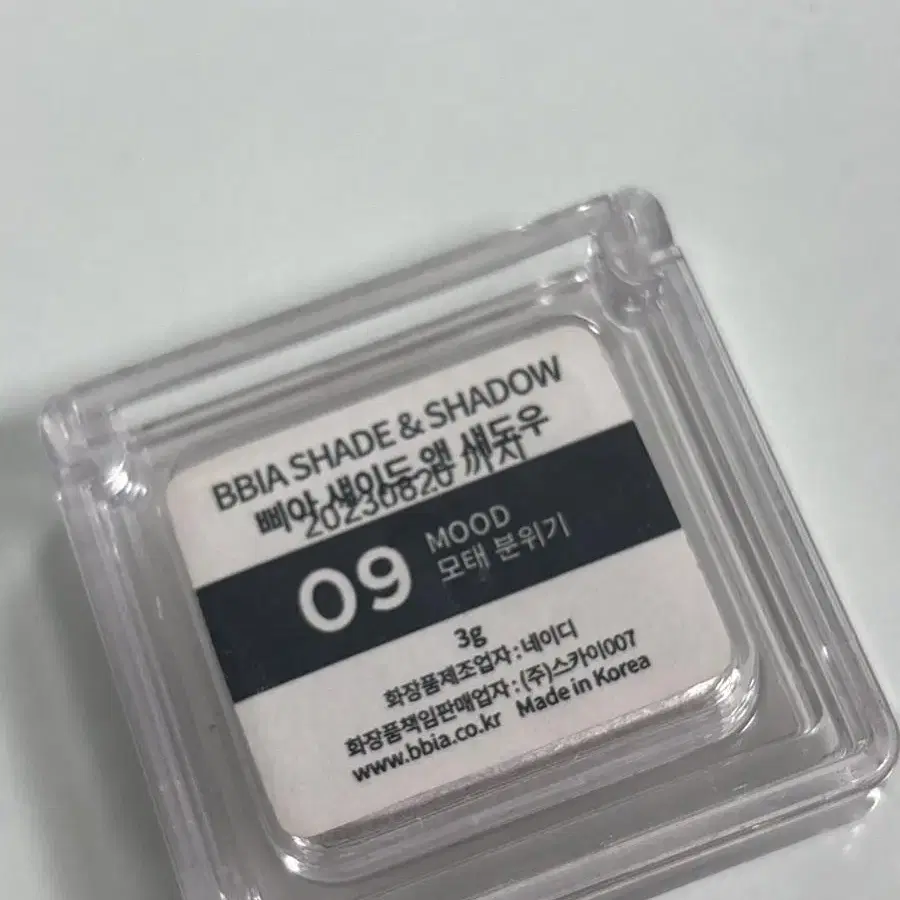 BBIA SHADE & SHADOW
삐아 섀이드 앤 섀도우
20230820 까지
09
MOOD
모태 분위기
3g
화장품제조업자 : 네이디
화장품책임판매업자 : (주)스카이007
www.bbia.co.kr Made in Korea